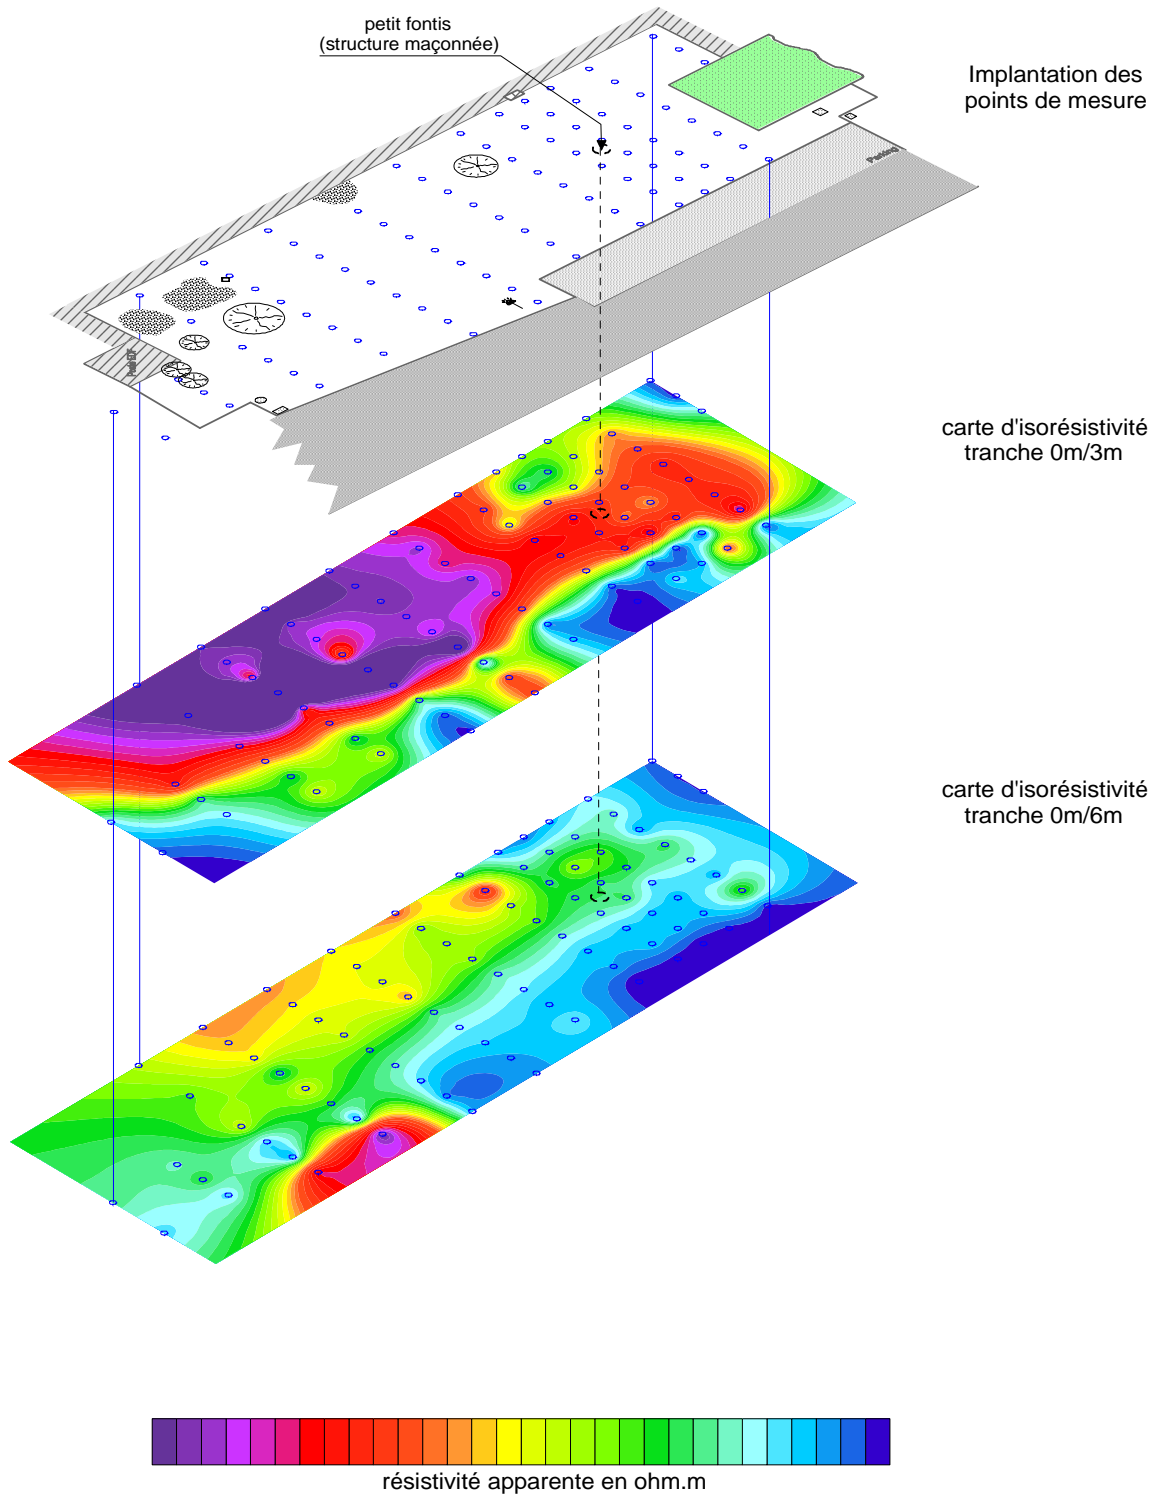 petit fontis
(structure maçonnée)
Implantation des
points de mesure
Parking
carte d'isorésistivité
tranche 0m/3m
carte d'isorésistivité
tranche 0m/6m
résistivité apparente en ohm.m